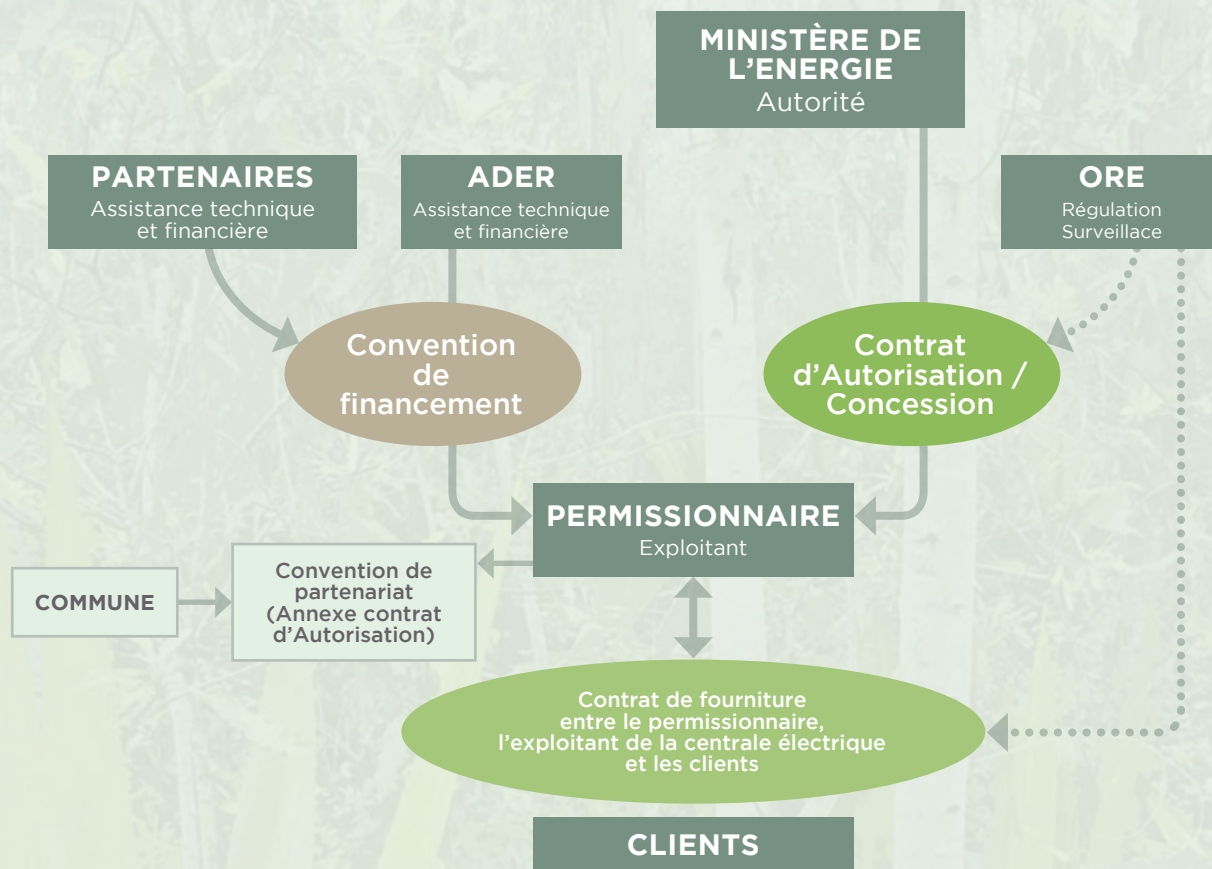 MINISTÈRE DE
L’ENERGIE
Autorité
PARTENAIRES
Assistance technique
et financière
ADER
Assistance technique
et financière
ORE
Régulation
Surveillace
Convention
de
financement
Contrat
d’Autorisation /
Concession
PERMISSIONNAIRE
Exploitant
COMMUNE
Convention de
partenariat
(Annexe contrat
d’Autorisation)
Contrat de fourniture
entre le permissionnaire,
l’exploitant de la centrale électrique
et les clients
CLIENTS